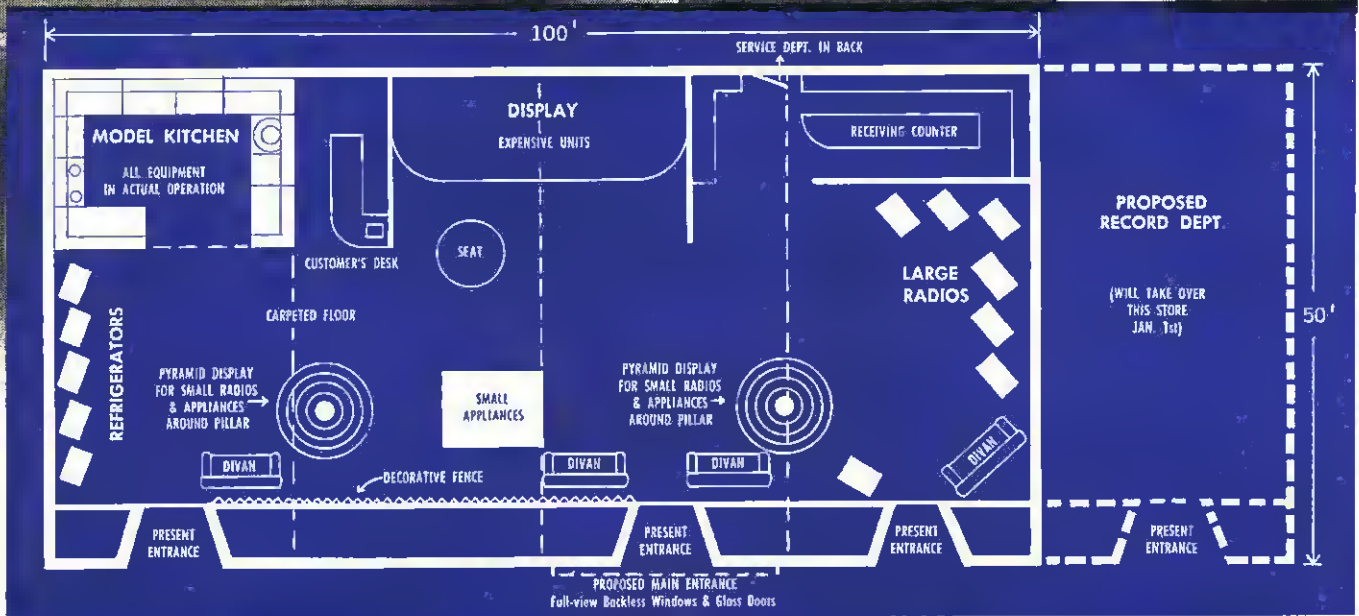 100'
SERVICE DEPT. IN BACK
MODEL KITCHEN
ALL EQUIPMENT
IN ACTUAL OPERATION
DISPLAY
EXPENSIVE UNITS
RECEIVING COUNTER
PROPOSED
RECORD DEPT.
(WILL TAKE OVER
THIS STORE
JAN. 1st)
50'
CUSTOMER'S DESK
SEAT
LARGE
RADIOS
CARPETED FLOOR
REFRIGERATORS
PYRAMID DISPLAY
FOR SMALL RADIOS
& APPLIANCES
AROUND PILLAR
SMALL
APPLIANCES
PYRAMID DISPLAY
FOR SMALL RADIOS
& APPLIANCES
AROUND PILLAR
DIVAN
DECORATIVE FENCE
DIVAN
DIVAN
DIVAN
PRESENT
ENTRANCE
PRESENT
ENTRANCE
PRESENT
ENTRANCE
PRESENT
ENTRANCE
PROPOSED MAIN ENTRANCE
Full-view Backless Windows & Glass Doors